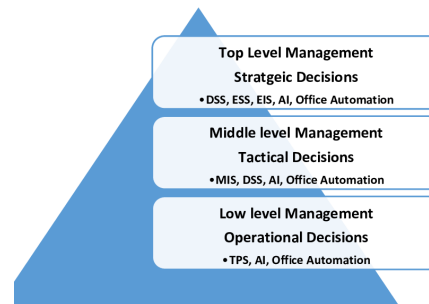 Top Level Management
Stratgeic Decisions
•DSS, ESS, EIS, AI, Office Automation
Middle level Management
Tactical Decisions
•MIS, DSS, AI, Office Automation
Low level Management
Operational Decisions
•TPS, AI, Office Automation